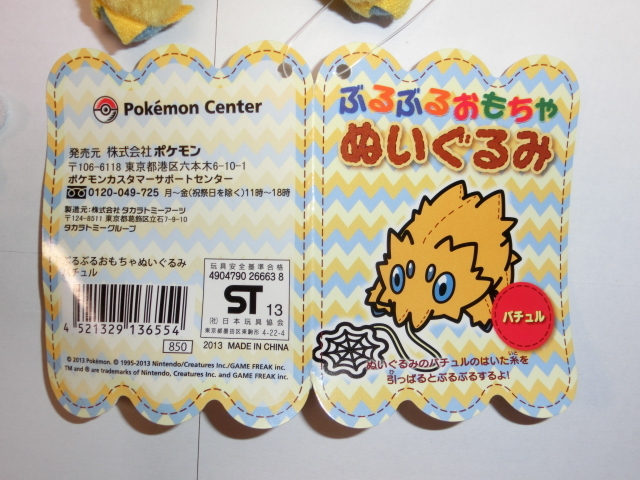 Pokémon Center
発売元 株式会社ポケモン
〒106-6118 東京都港区六本木6-10-1
ポケモンカスタマーサポートセンター
0120-049-725 月～金(祝祭日を除く)11時～18時
製造元:株式会社 タカラトミーアーツ
〒124-8511 東京都葛飾区立石7-9-10
タカラトミーグループ
ぶるぶるおもちゃぬいぐるみ
バチュル
4 521329 136554
850
玩具安全基準合格
4904790 26663 8
ST 13
(社)日本玩具協会
東京都墨田区東駒形 4-22-4
2013 MADE IN CHINA
© 2013 Pokémon. © 1995-2013 Nintendo/Creatures Inc./GAME FREAK inc.
TM and ® are trademarks of Nintendo, Creatures Inc. and GAME FREAK inc.
ぶるぶるおもちゃ
ぬいぐるみ
バチュル
ぬいぐるみのバチュルのはいた糸を
引っぱるとぶるぶるするよ!